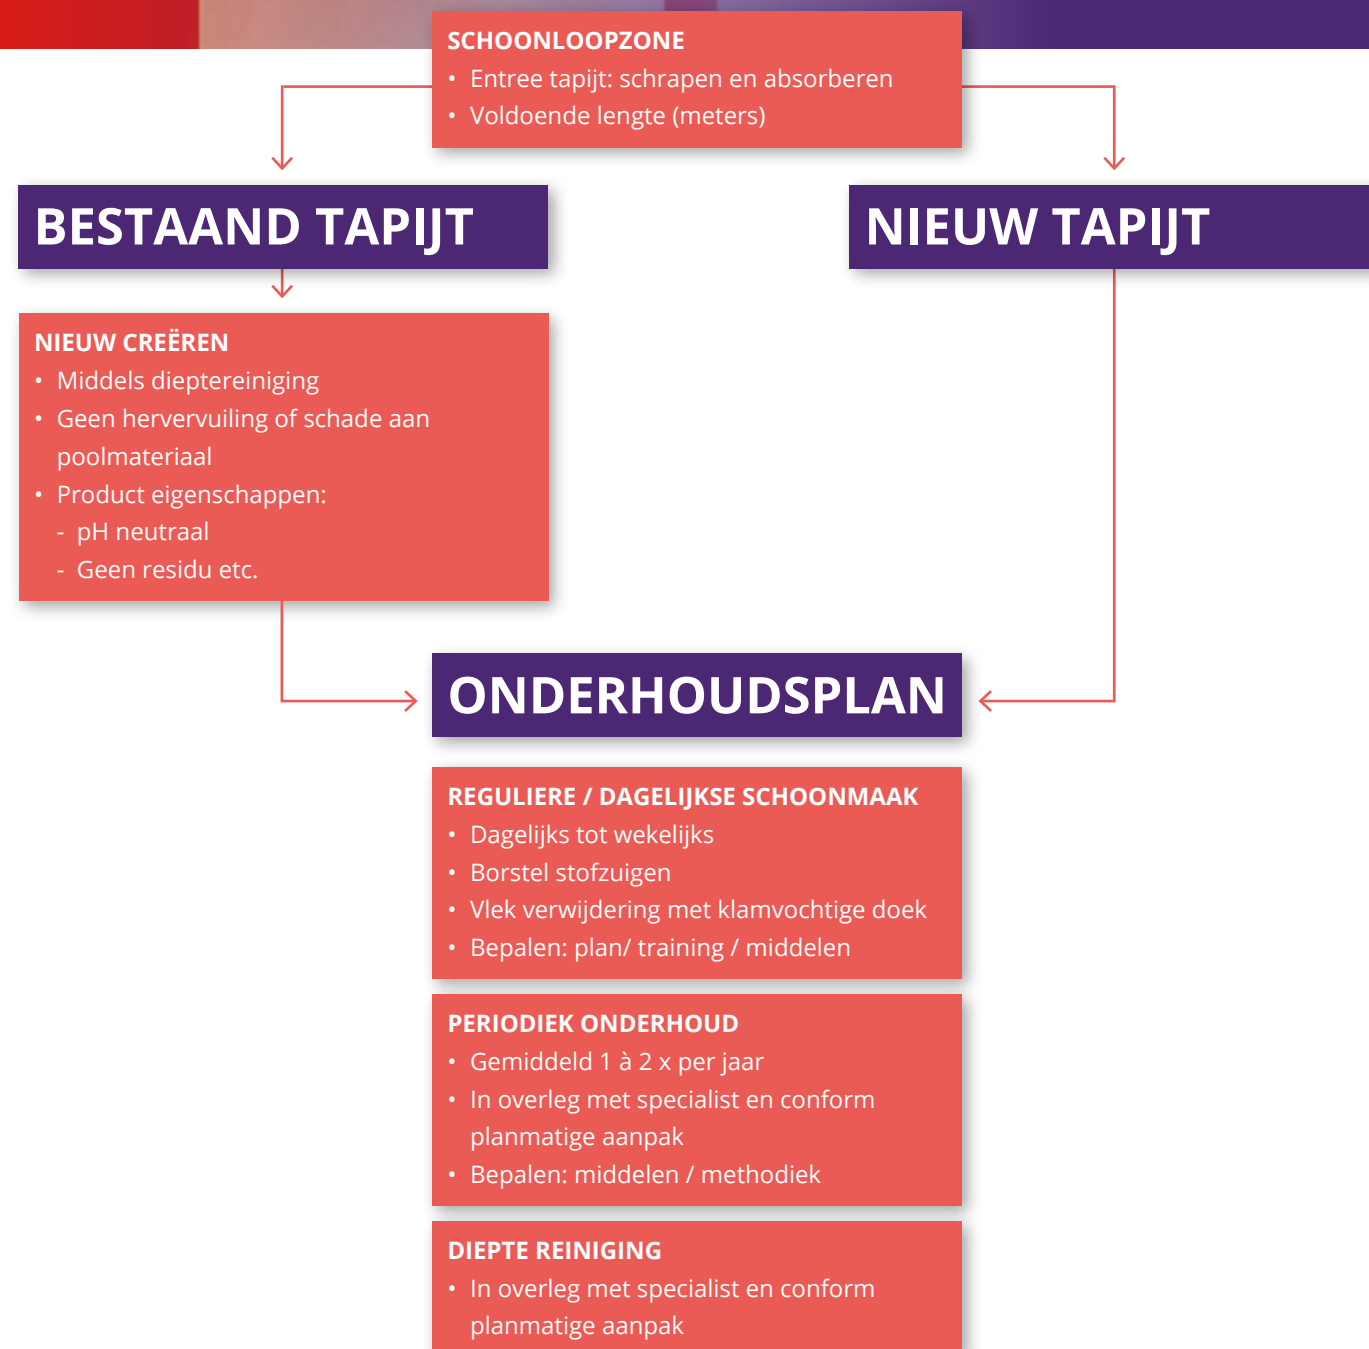 SCHOONLOOPZONE
• Entree tapijt: schrapen en absorberen
• Voldoende lengte (meters)
BESTAAND TAPIJT
NIEUW TAPIJT
NIEUW CREËREN
• Middels dieptereiniging
• Geen hervervuiling of schade aan
poolmateriaal
• Product eigenschappen:
- pH neutraal
- Geen residu etc.
ONDERHOUDSPLAN
REGULIERE / DAGELIJKSE SCHOONMAAK
• Dagelijks tot wekelijks
• Borstel stofzuigen
• Vlek verwijdering met klamvochtige doek
• Bepalen: plan/ training / middelen
PERIODIEK ONDERHOUD
• Gemiddeld 1 à 2 x per jaar
• In overleg met specialist en conform
planmatige aanpak
• Bepalen: middelen / methodiek
DIEPTE REINIGING
• In overleg met specialist en conform
planmatige aanpak